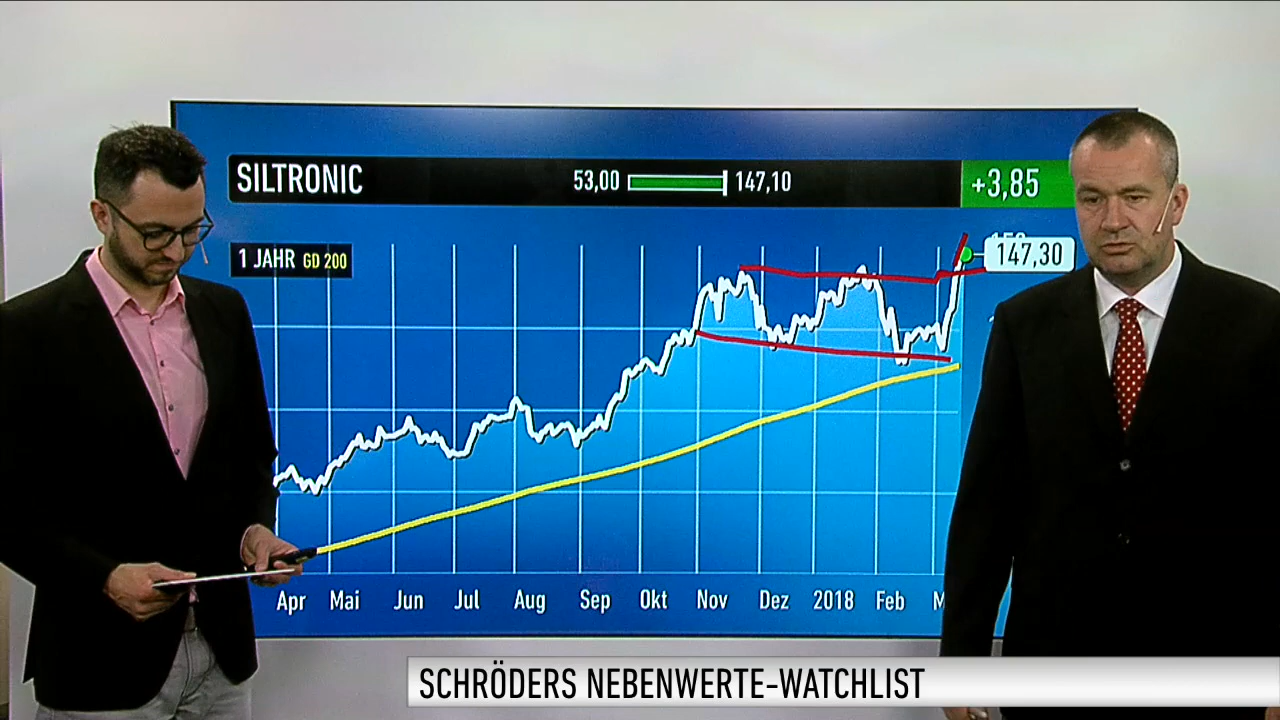 SILTRONIC 53,00 147,10 +3,85
1 JAHR GD 200
147,30
Apr Mai Jun Jul Aug Sep Okt Nov Dez 2018 Feb
SCHRÖDERS NEBENWERTE-WATCHLIST